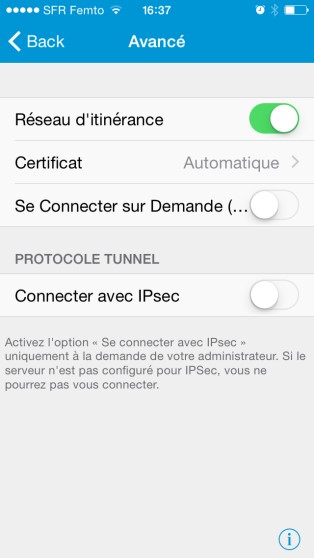 SFR Femto 16:37
Back Avancé
Réseau d'itinérance
Certificat Automatique
Se Connecter sur Demande (...
PROTOCOLE TUNNEL
Connecter avec IPsec
Activez l'option « Se connecter avec IPsec »
uniquement à la demande de votre administrateur. Si le
serveur n'est pas configuré pour IPSec, vous ne
pourrez pas vous connecter.
i